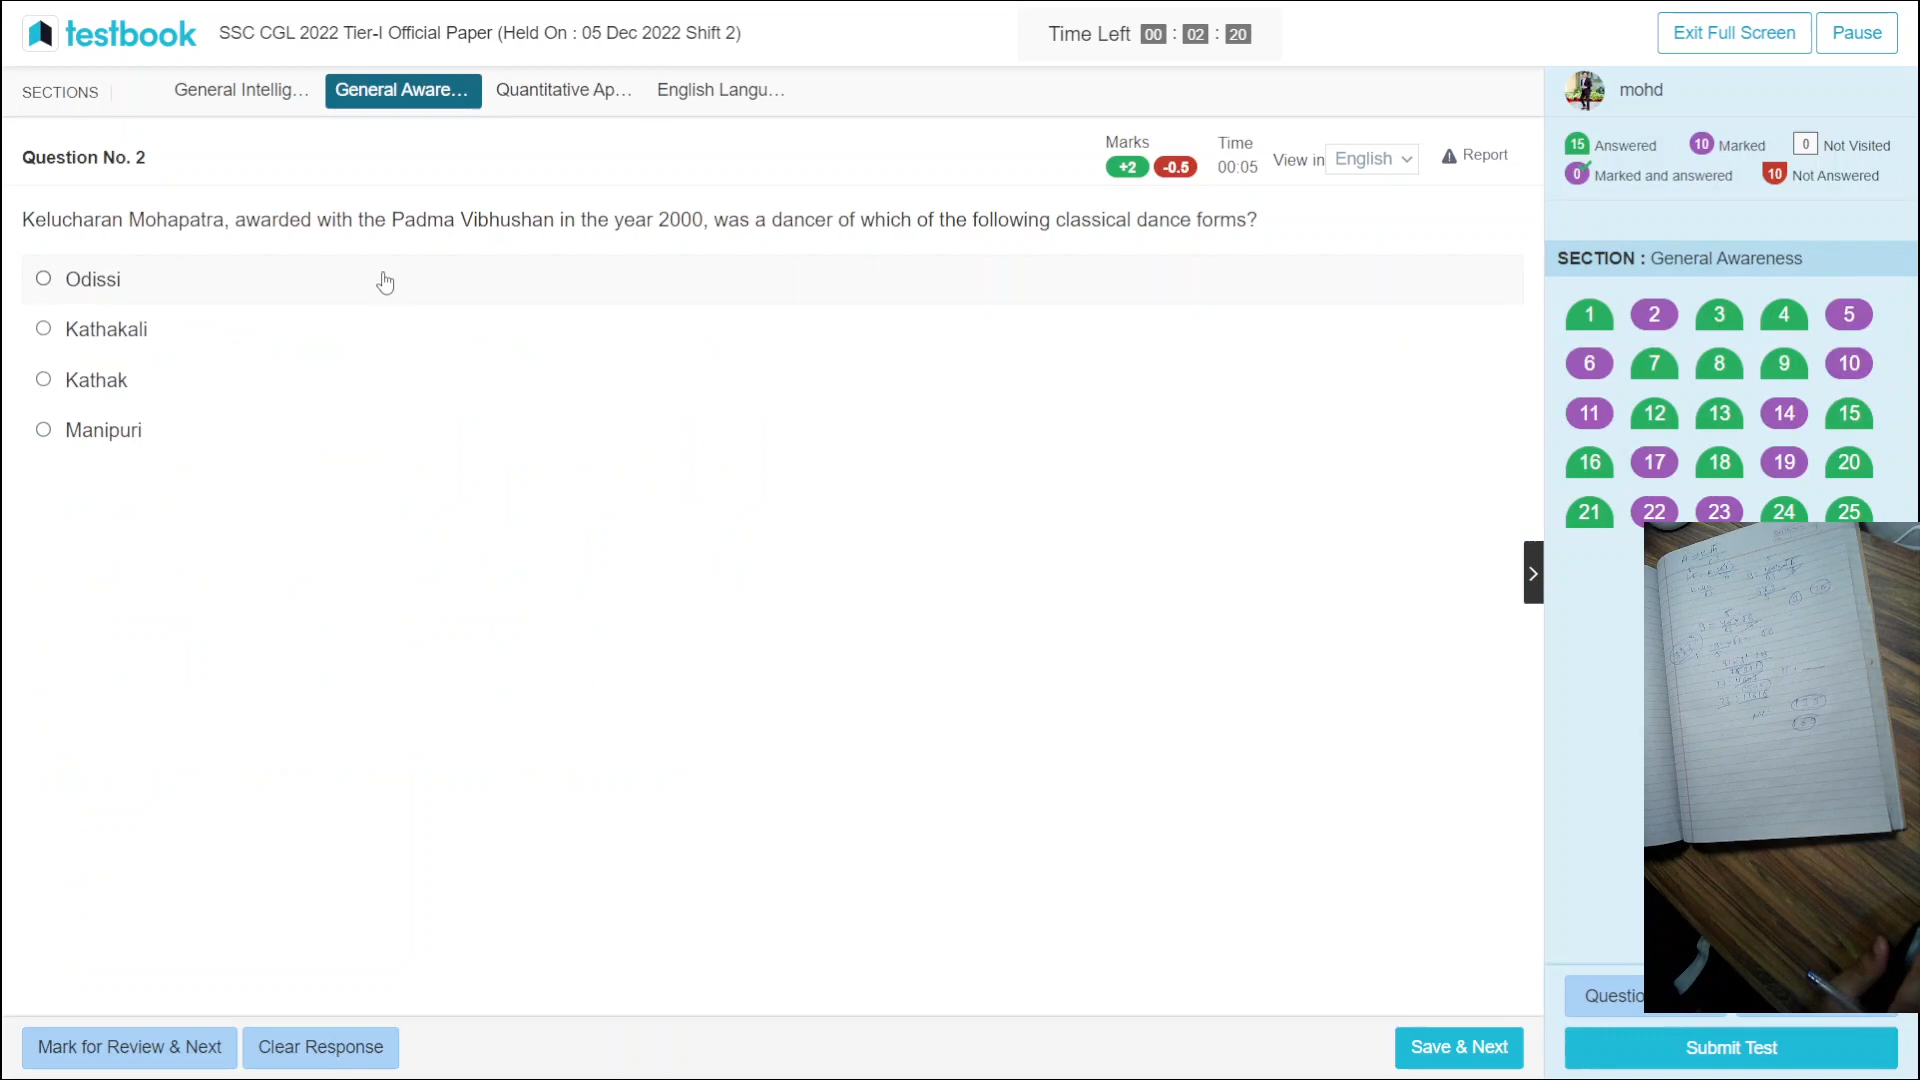 testbook SSC CGL 2022 Tier-I Official Paper (Held On : 05 Dec 2022 Shift 2) Time Left 00 : 02 : 20 Exit Full Screen Pause
SECTIONS General Intellig... General Aware... Quantitative Ap... English Langu...
mohd
Question No. 2
Marks
+2 -0.5
Time
00:05
View in English
Report
15 Answered 10 Marked 0 Not Visited
0 Marked and answered 10 Not Answered
Keluchran Mohapatra, awarded with the Padma Vibhushan in the year 2000, was a dancer of which of the following classical dance forms?
Odissi
Kathakali
Kathak
Manipuri
SECTION : General Awareness
1 2 3 4 5
6 7 8 9 10
11 12 13 14 15
16 17 18 19 20
21 22 23 24 25
Questio
Mark for Review & Next Clear Response Save & Next Submit Test